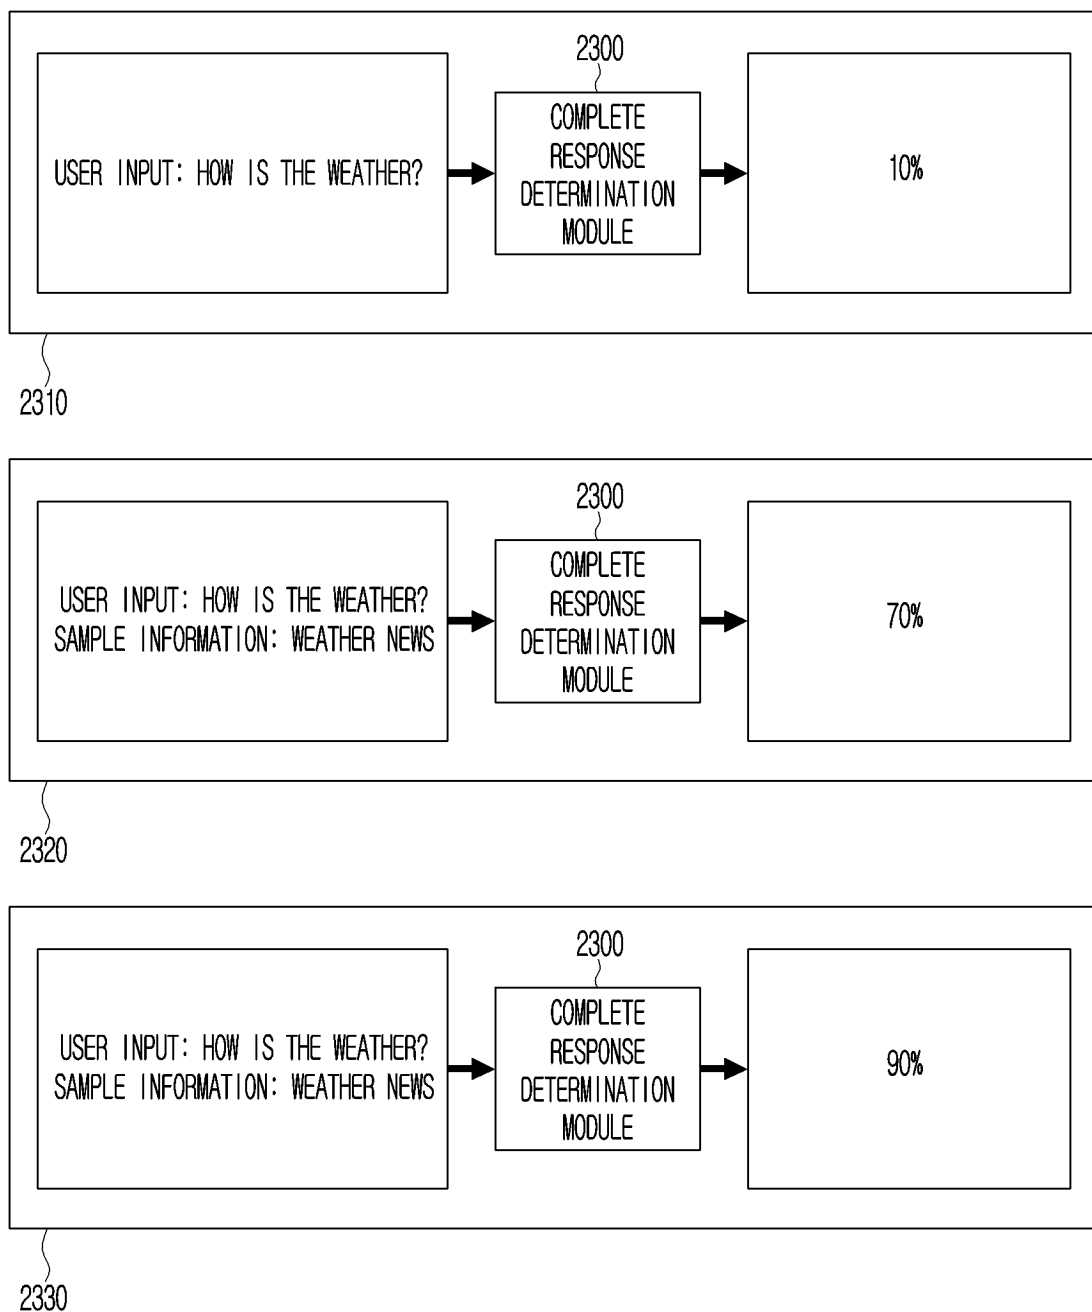 2300
USER INPUT: HOW IS THE WEATHER?
COMPLETE
RESPONSE
DETERMINATION
MODULE
10%
2310
2300
USER INPUT: HOW IS THE WEATHER?
SAMPLE INFORMATION: WEATHER NEWS
COMPLETE
RESPONSE
DETERMINATION
MODULE
70%
2320
2300
USER INPUT: HOW IS THE WEATHER?
SAMPLE INFORMATION: WEATHER NEWS
COMPLETE
RESPONSE
DETERMINATION
MODULE
90%
2330